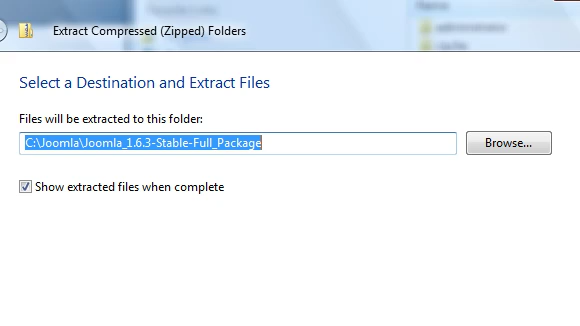 Name
Extract Compressed (Zipped) Folders
Select a Destination and Extract Files
Files will be extracted to this folder:
C:\Joomla\Joomla_1.6.3-Stable-Full_Package
Browse...
Show extracted files when complete